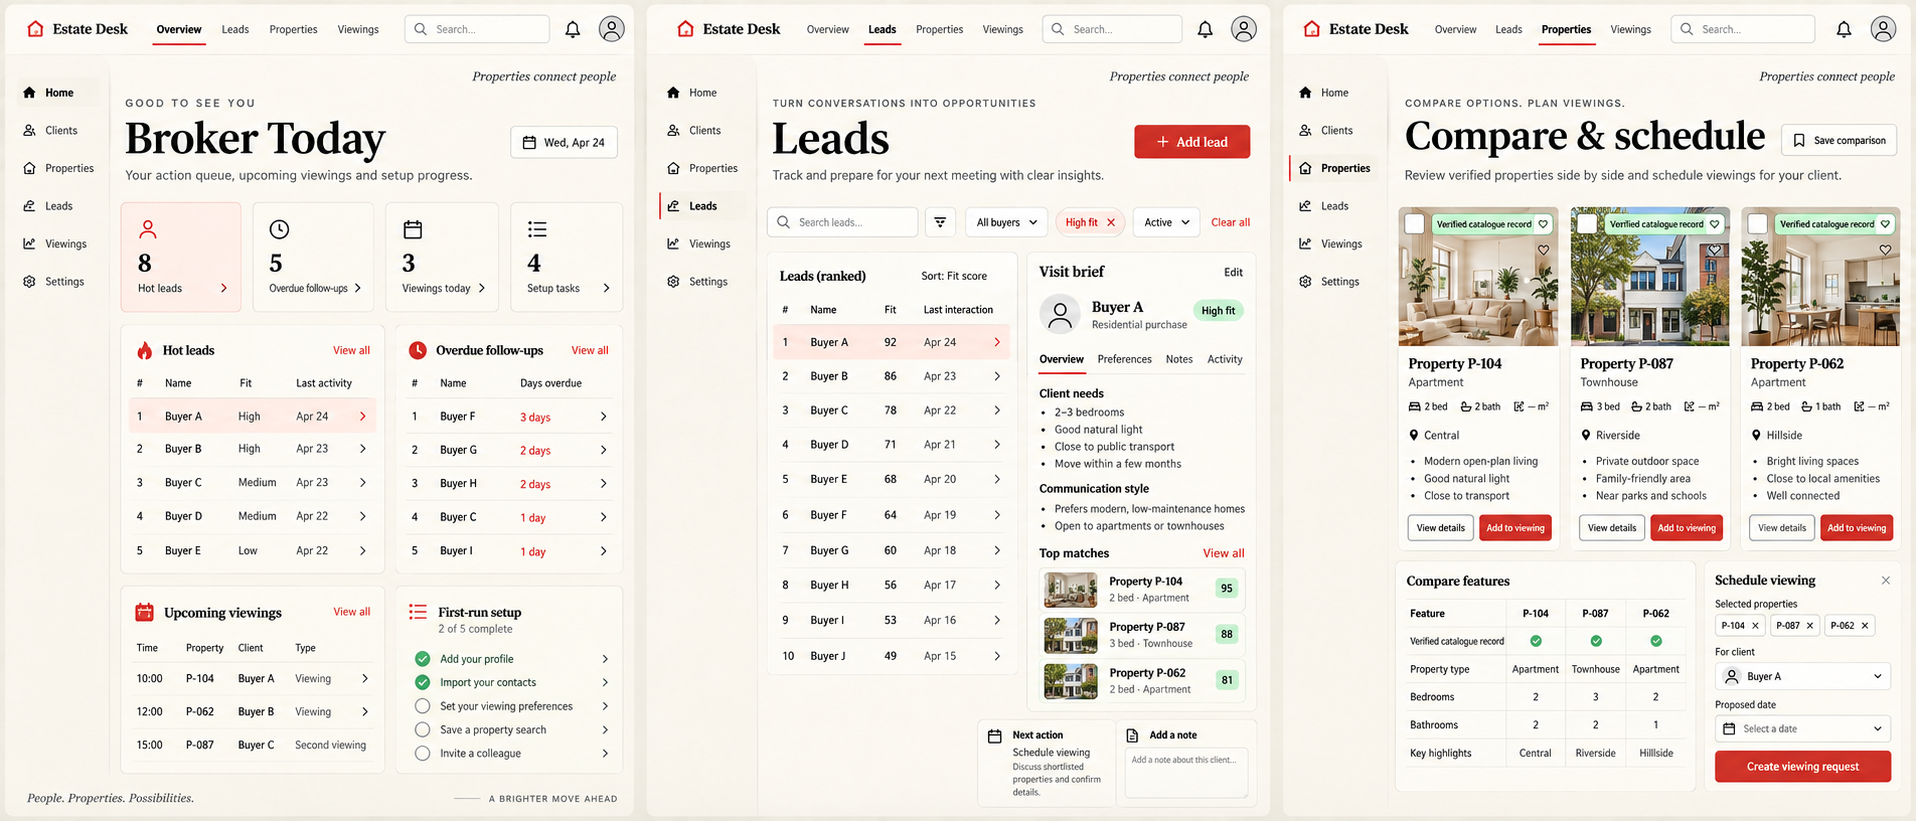 Estate Desk
Overview
Leads
Properties
Viewings
Search...
Properties connect people
Home
Clients
Properties
Leads
Viewings
Settings
GOOD TO SEE YOU
Broker Today
Wed, Apr 24
Your action queue, upcoming viewings and setup progress.
8
Hot leads
5
Overdue follow-ups
3
Viewings today
4
Setup tasks
Hot leads View all
# Name Fit Last activity
1 Buyer A High Apr 24
2 Buyer B High Apr 23
3 Buyer C Medium Apr 23
4 Buyer D Medium Apr 22
5 Buyer E Low Apr 22
Overdue follow-ups View all
# Name Days overdue
1 Buyer F 3 days
2 Buyer G 2 days
3 Buyer H 2 days
4 Buyer C 1 day
5 Buyer I 1 day
Upcoming viewings View all
Time Property Client Type
10:00 P-104 Buyer A Viewing
12:00 P-062 Buyer B Viewing
15:00 P-087 Buyer C Second viewing
First-run setup
2 of 5 complete
Add your profile
Import your contacts
Set your viewing preferences
Save a property search
Invite a colleague
People. Properties. Possibilities.
A BRIGHTER MOVE AHEAD
Estate Desk
Overview
Leads
Properties
Viewings
Search...
Properties connect people
Home
Clients
Properties
Leads
Viewings
Settings
TURN CONVERSATIONS INTO OPPORTUNITIES
Leads
+ Add lead
Track and prepare for your next meeting with clear insights.
Search leads...
All buyers
High fit ×
Active
Clear all
Leads (ranked) Sort: Fit score
# Name Fit Last interaction
1 Buyer A 92 Apr 24
2 Buyer B 86 Apr 23
3 Buyer C 78 Apr 22
4 Buyer D 71 Apr 21
5 Buyer E 68 Apr 20
6 Buyer F 64 Apr 19
7 Buyer G 60 Apr 18
8 Buyer H 56 Apr 17
9 Buyer I 53 Apr 16
10 Buyer J 49 Apr 15
Visit brief Edit
Buyer A
Residential purchase
High fit
Overview Preferences Notes Activity
Client needs
• 2–3 bedrooms
• Good natural light
• Close to public transport
• Move within a few months
Communication style
• Prefers modern, low-maintenance homes
• Open to apartments or townhouses
Top matches View all
Property P-104
2 bed · Apartment
95
Property P-087
3 bed · Townhouse
88
Property P-062
2 bed · Apartment
81
Next action
Schedule viewing
Discuss shortlisted
properties and confirm
details.
Add a note
Add a note about this client...
Estate Desk
Overview
Leads
Properties
Viewings
Search...
Properties connect people
Home
Clients
Properties
Leads
Viewings
Settings
COMPARE OPTIONS. PLAN VIEWINGS.
Compare & schedule
Save comparison
Review verified properties side by side and schedule viewings for your client.
Verified catalogue record
Property P-104
Apartment
2 bed 2 bath — m²
Central
• Modern open-plan living
• Good natural light
• Close to transport
View details Add to viewing
Verified catalogue record
Property P-087
Townhouse
3 bed 2 bath — m²
Riverside
• Private outdoor space
• Family-friendly area
• Near parks and schools
View details Add to viewing
Verified catalogue record
Property P-062
Apartment
2 bed 1 bath — m²
Hillside
• Bright living spaces
• Close to local amenities
• Well connected
View details Add to viewing
Compare features
Feature P-104 P-087 P-062
Verified catalogue record
Property type Apartment Townhouse Apartment
Bedrooms 2 3 2
Bathrooms 2 2 1
Key highlights Central Riverside Hillside
Schedule viewing ×
Selected properties
P-104 × P-087 × P-062 ×
For client
Buyer A
Proposed date
Select a date
Create viewing request